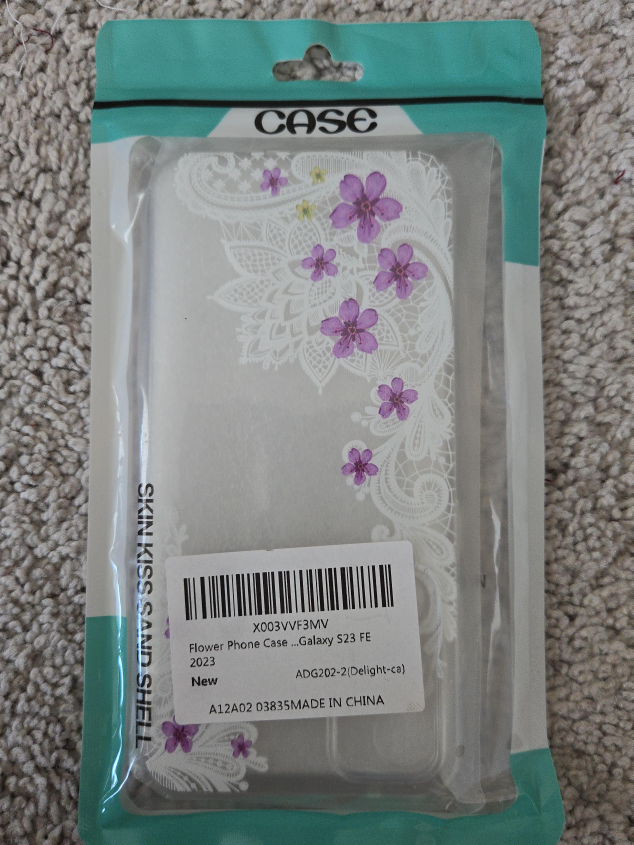 CASE
SKIN KISS SAND SHELL
X003VVF3MV
Flower Phone Case ...Galaxy S23 FE
2023
New
ADG202-2(Delight-ca)
A12A02 03835MADE IN CHINA